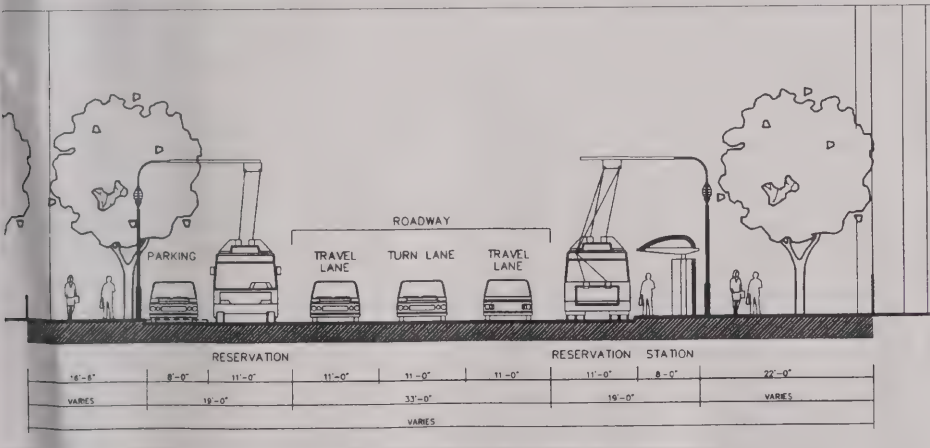 ROADWAY
PARKING
TRAVEL LANE
TURN LANE
TRAVEL LANE
RESERVATION
RESERVATION STATION
8'-0" 11'-0" 11'-0" 11-0" 11-0" 11'-0" 8-0" 22'-0"
VARIES 19'-0" 33'-0" 19'-0" VARIES
VARIES